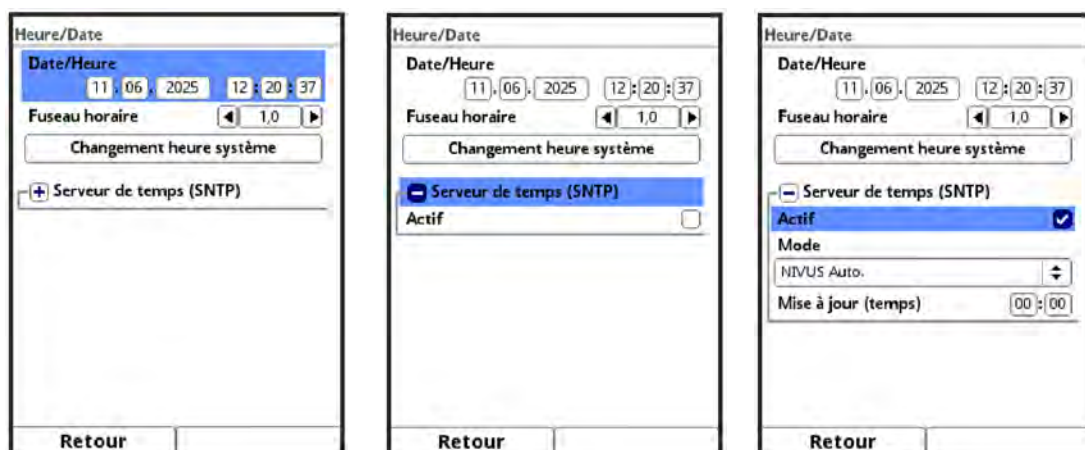 Heure/Date
Date/Heure
11 . 06 . 2025 12 : 20 : 37
Fuseau horaire 1,0
Changement heure système
Serveur de temps (SNTP)
Retour
Heure/Date
Date/Heure
11 . 06 . 2025 12 : 20 : 37
Fuseau horaire 1,0
Changement heure système
Serveur de temps (SNTP)
Actif
Retour
Heure/Date
Date/Heure
11 . 06 . 2025 12 : 20 : 37
Fuseau horaire 1,0
Changement heure système
Serveur de temps (SNTP)
Actif
Mode
NIVUS Auto.
Mise à jour (temps) 00 : 00
Retour